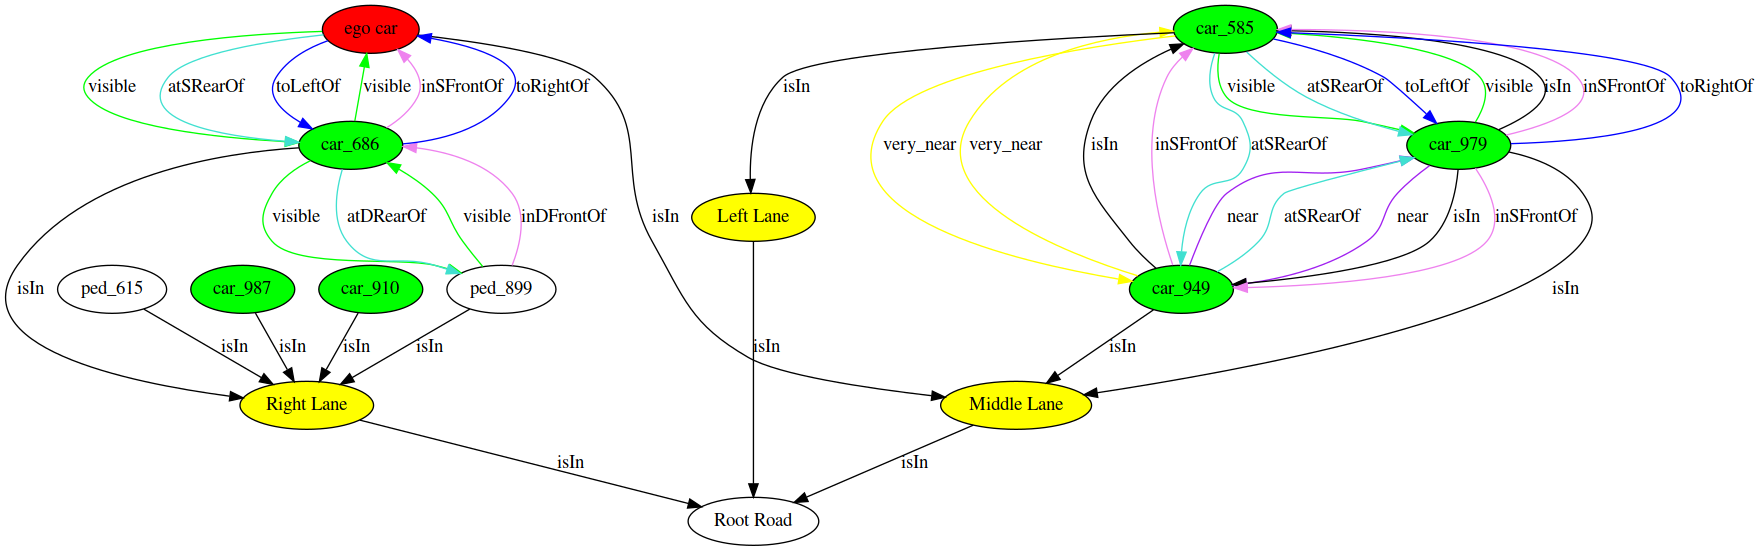 ego car
car_585
visible
atSRearOf
toLeftOf
visible
inSFrontOf
toRightOf
isIn
visible
atSRearOf
toLeftOf
visible
isIn
inSFrontOf
toRightOf
car_686
very_near
very_near
isIn
inSFrontOf
atSRearOf
car_979
visible
atDRearOf
visible
inDFrontOf
isIn
Left Lane
near
atSRearOf
near
isIn
inSFrontOf
isIn
ped_615
car_987
car_910
ped_899
car_949
isIn
isIn
isIn
isIn
isIn
isIn
isIn
Right Lane
Middle Lane
isIn
isIn
Root Road